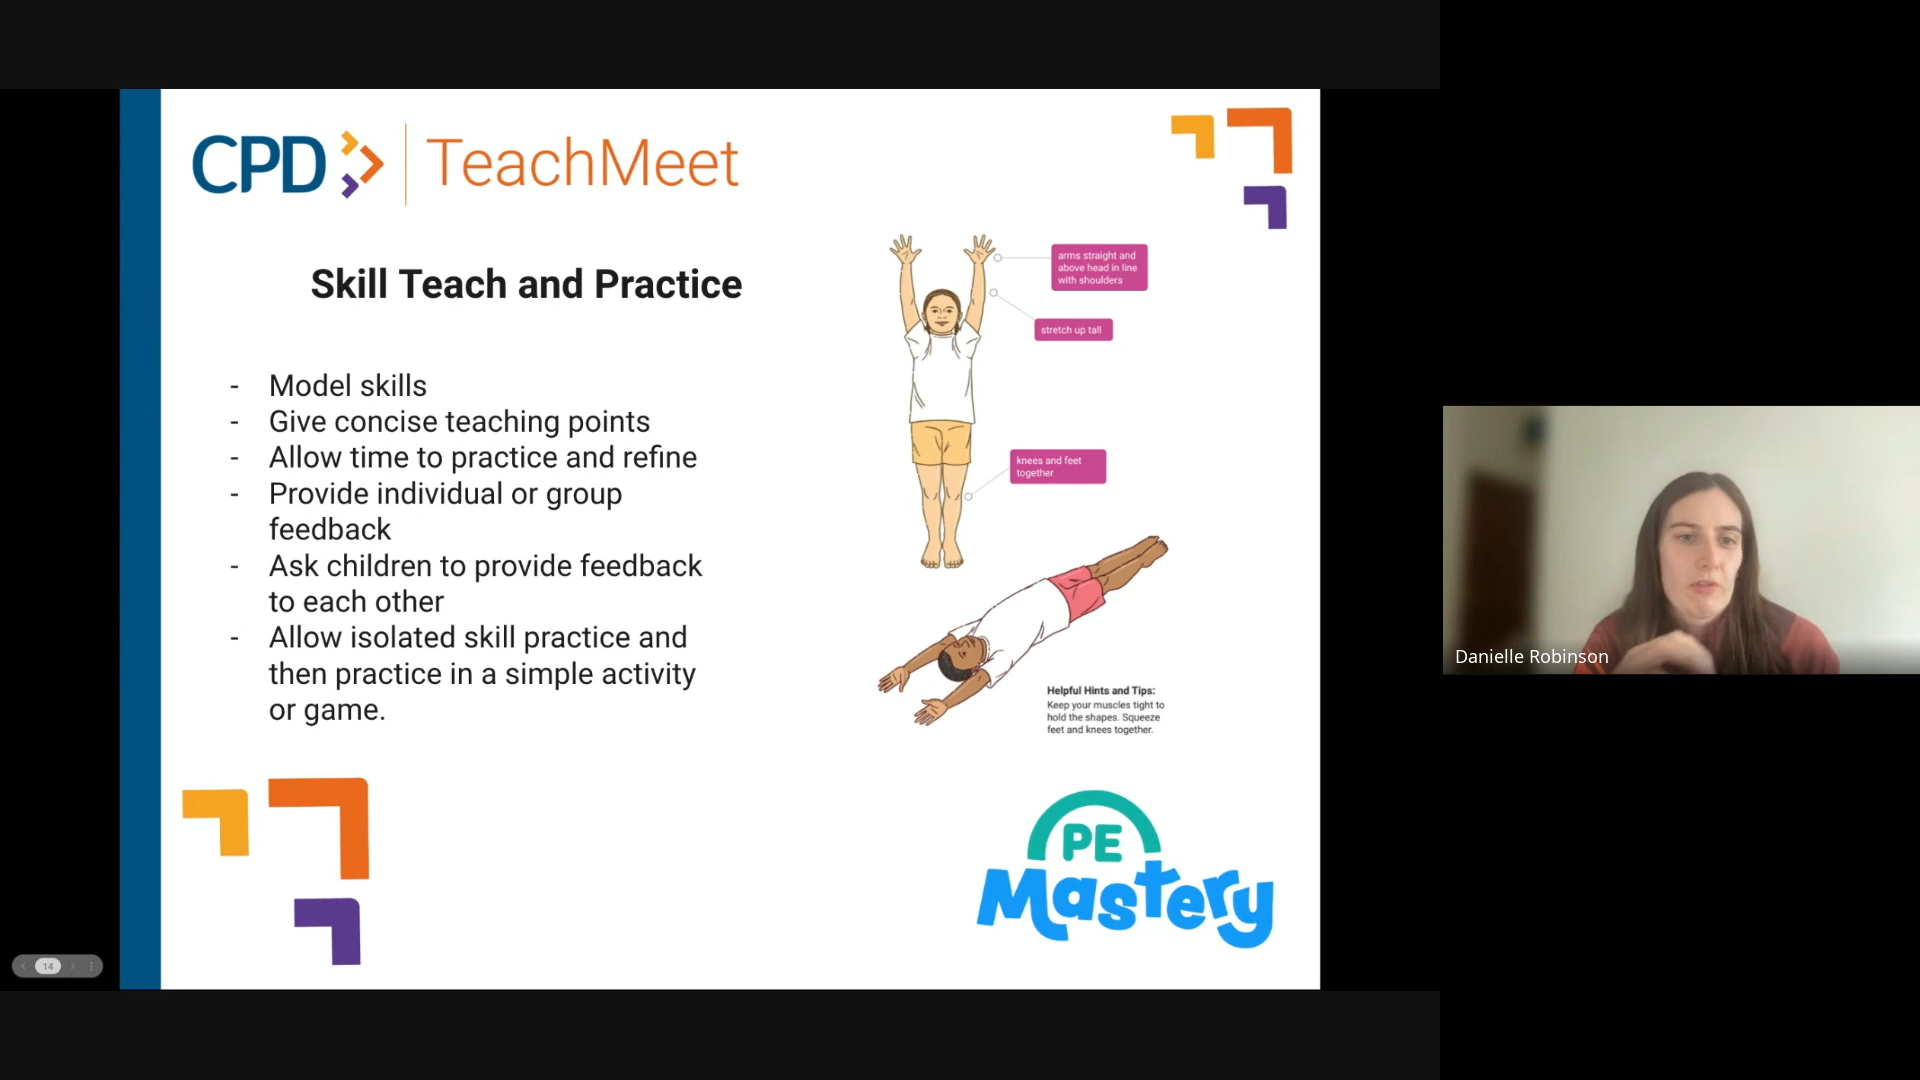 CPD TeachMeet
Skill Teach and Practice
- Model skills
- Give concise teaching points
- Allow time to practice and refine
- Provide individual or group
feedback
- Ask children to provide feedback
to each other
- Allow isolated skill practice and
then practice in a simple activity
or game.
arms straight and
above head in line
with shoulders
stretch up tall
knees and feet
together
Helpful Hints and Tips:
Keep your muscles tight to
hold the shapes. Squeeze
feet and knees together.
PE
Mastery
14
Danielle Robinson